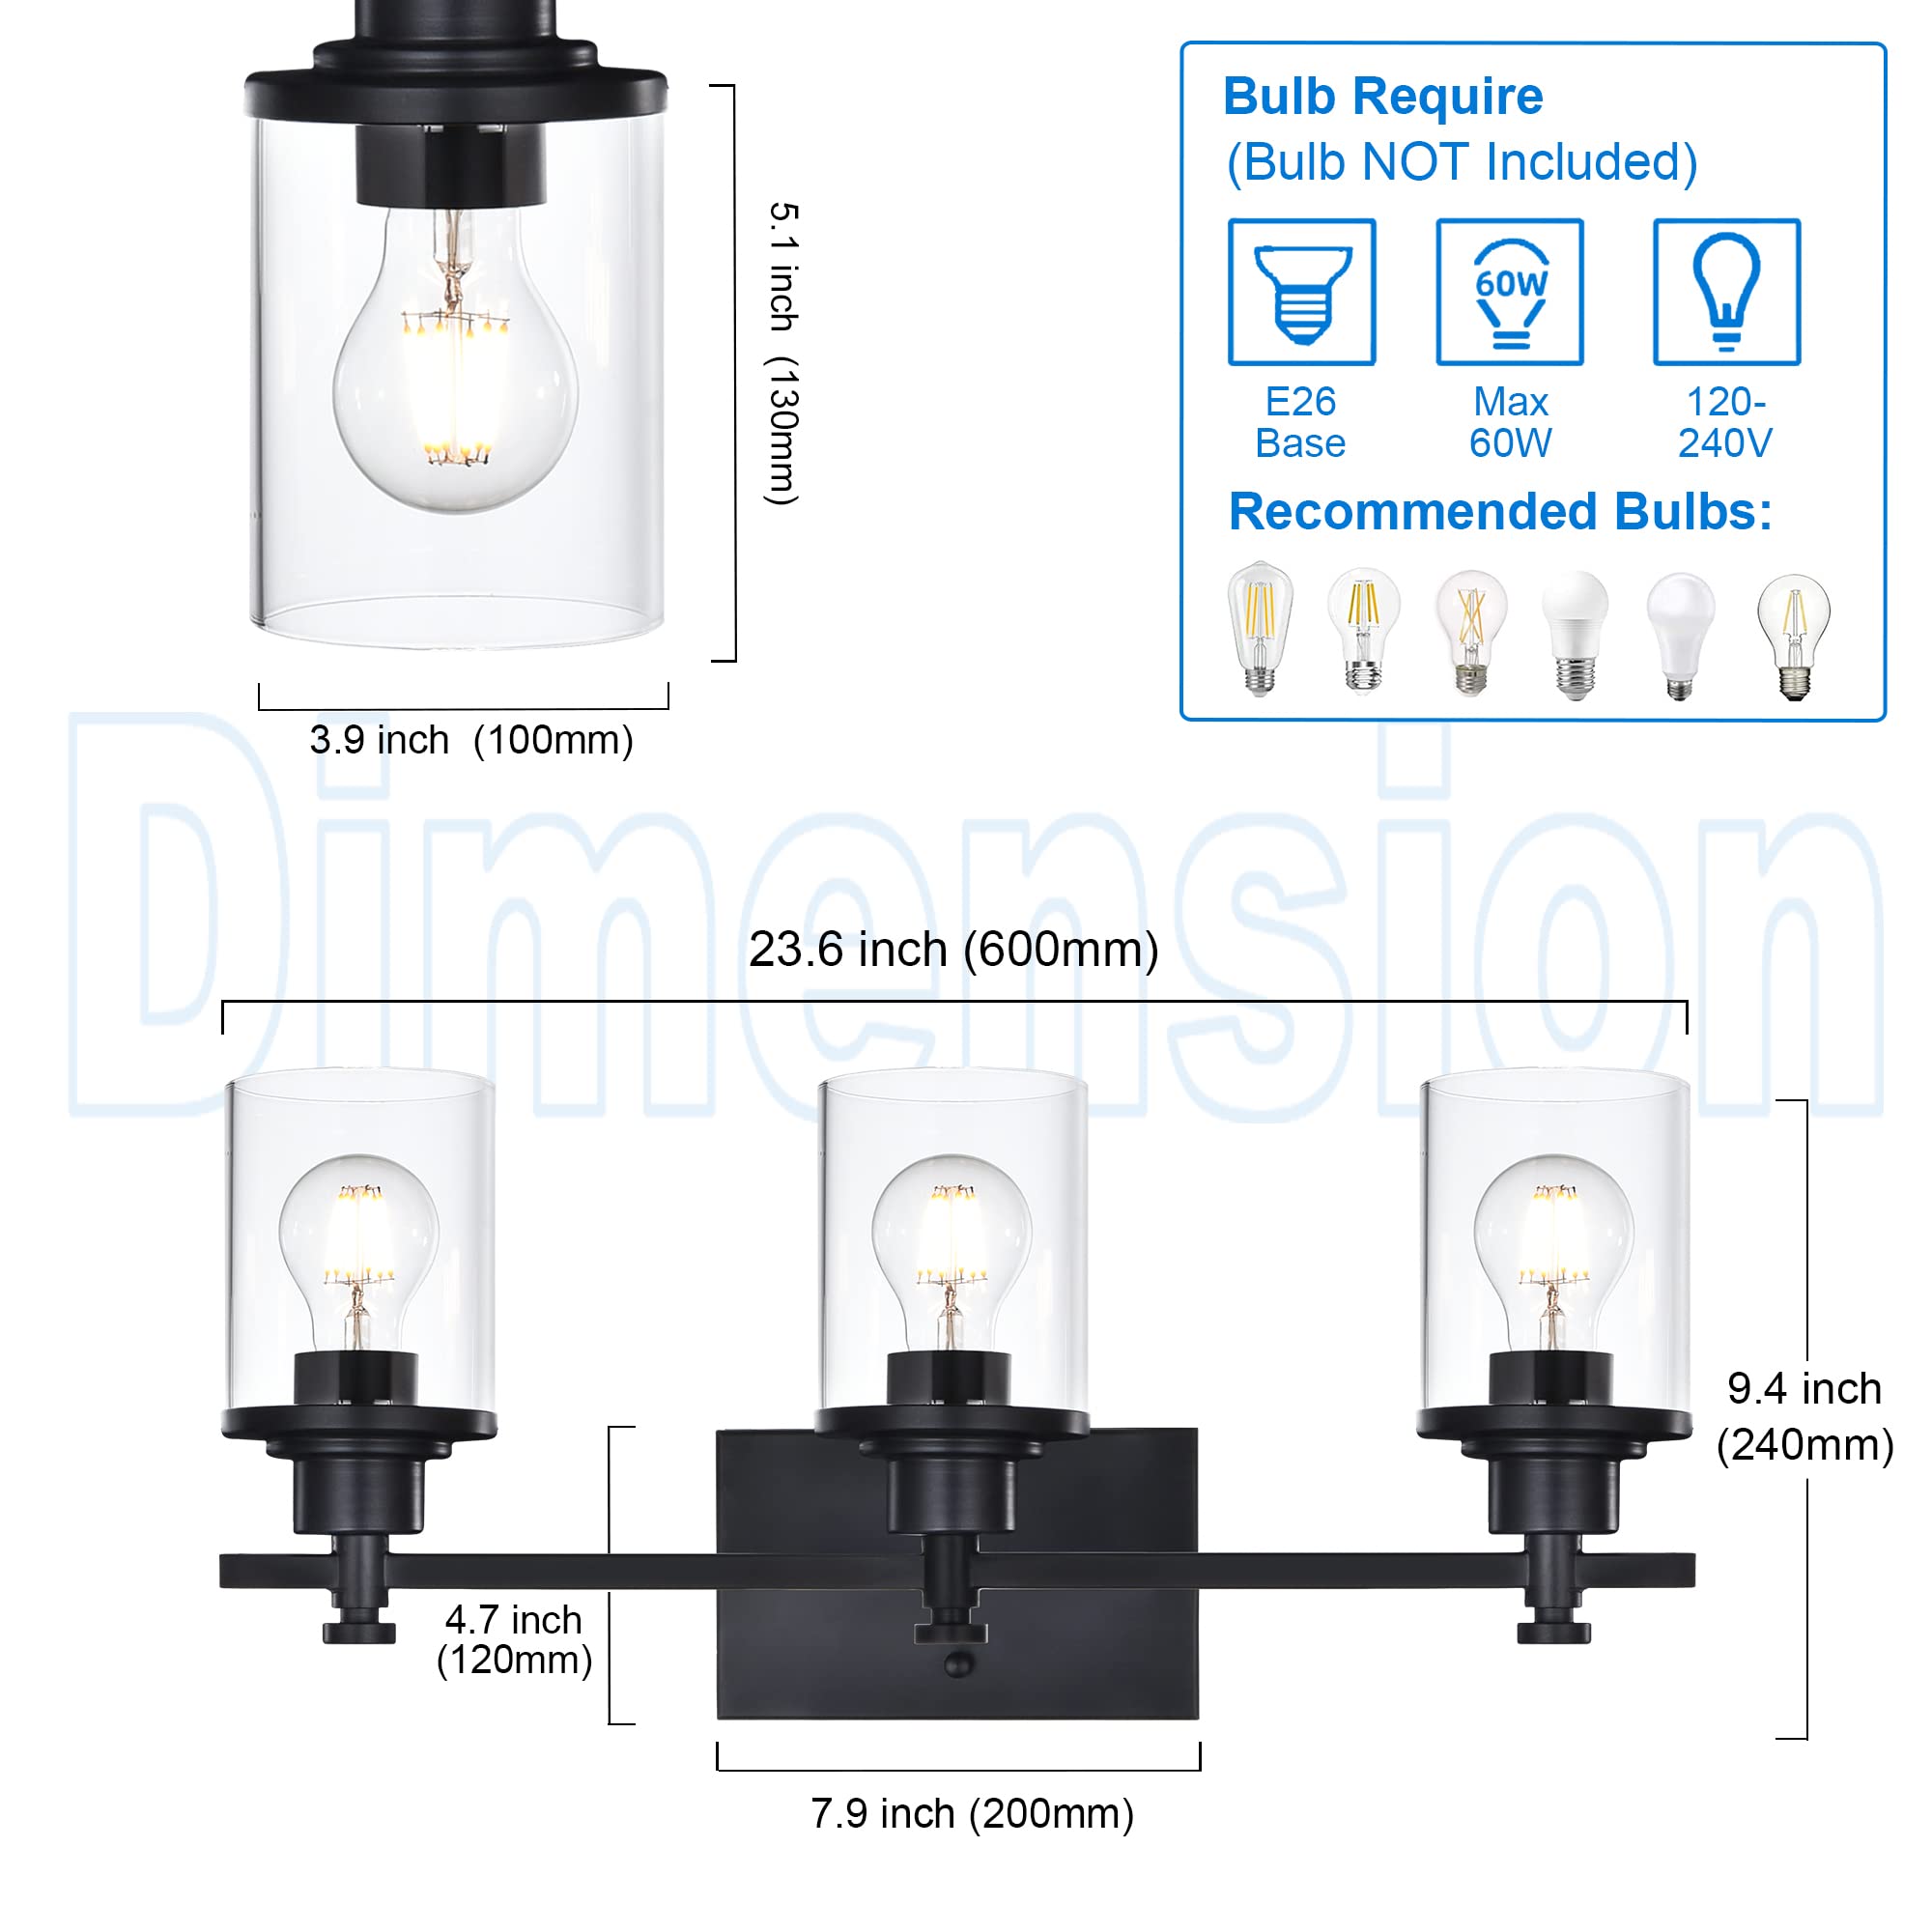 Bulb Require
(Bulb NOT Included)
60W
E26
Base
Max
60W
120-
240V
Recommended Bulbs:
5.1 inch (130mm)
3.9 inch (100mm)
Dimension
23.6 inch (600mm)
9.4 inch
(240mm)
4.7 inch
(120mm)
7.9 inch (200mm)